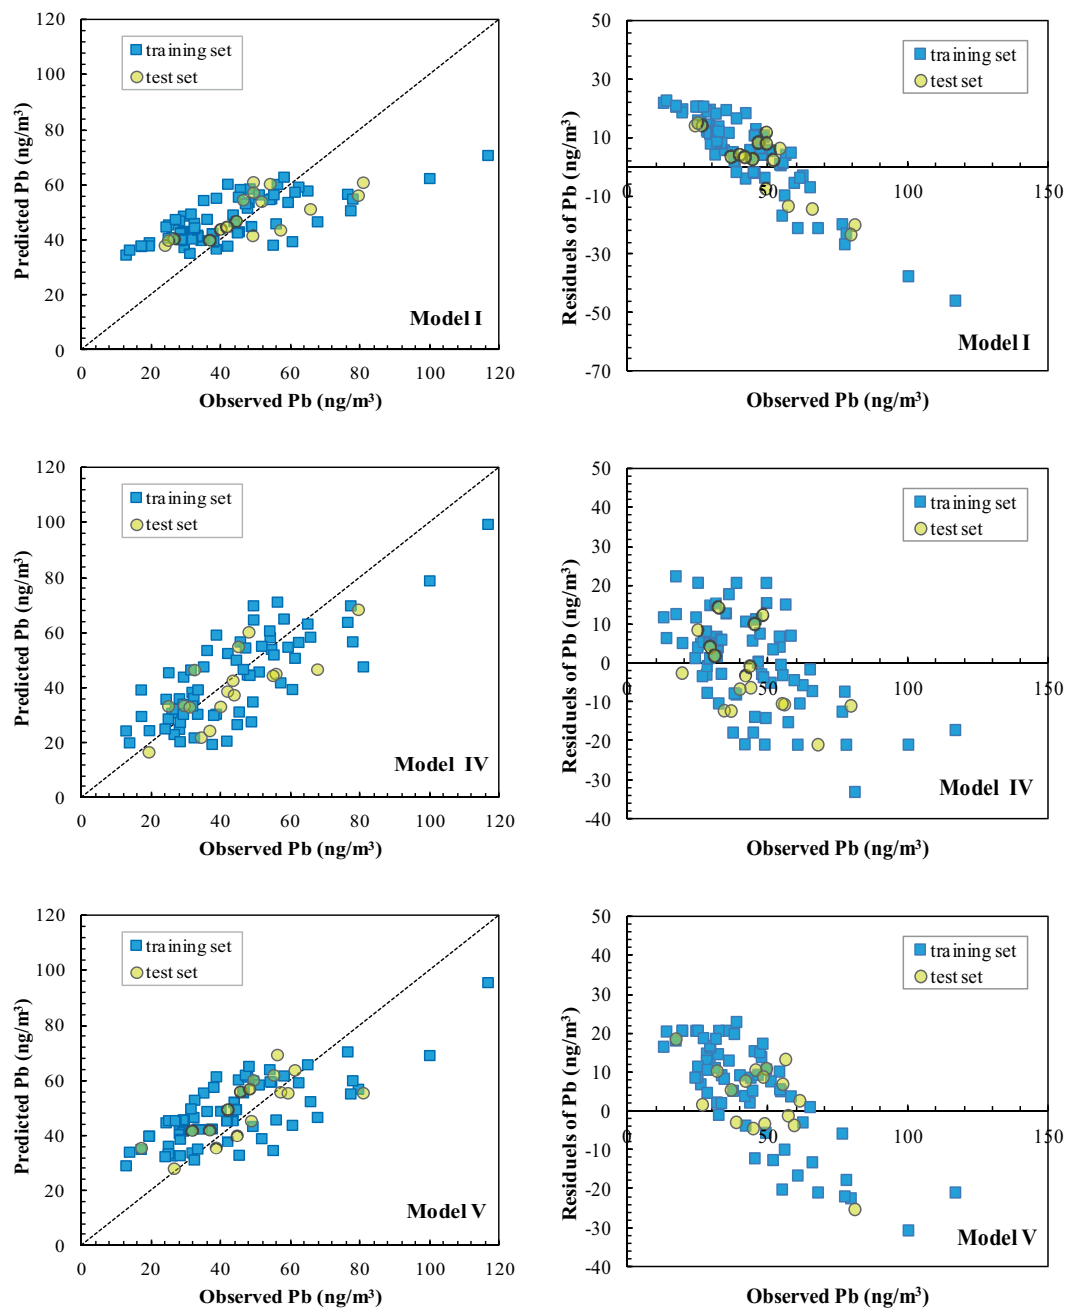 120
100
80
60
40
20
0
Predicted Pb (ng/m³)
training set
test set
Model I
0 20 40 60 80 100 120
Observed Pb (ng/m³)
50
30
10
-10
-30
-50
-70
Residuels of Pb (ng/m³)
training set
test set
0 50 100 150
Model I
Observed Pb (ng/m³)
120
100
80
60
40
20
0
Predicted Pb (ng/m³)
training set
test set
Model IV
0 20 40 60 80 100 120
Observed Pb (ng/m³)
50
40
30
20
10
0
-10
-20
-30
-40
Residuels of Pb (ng/m³)
training set
test set
0 50 100 150
Model IV
Observed Pb (ng/m³)
120
100
80
60
40
20
0
Predicted Pb (ng/m³)
training set
test set
Model V
0 20 40 60 80 100 120
Observed Pb (ng/m³)
50
40
30
20
10
0
-10
-20
-30
-40
Residuels of Pb (ng/m³)
training set
test set
0 50 100 150
Model V
Observed Pb (ng/m³)